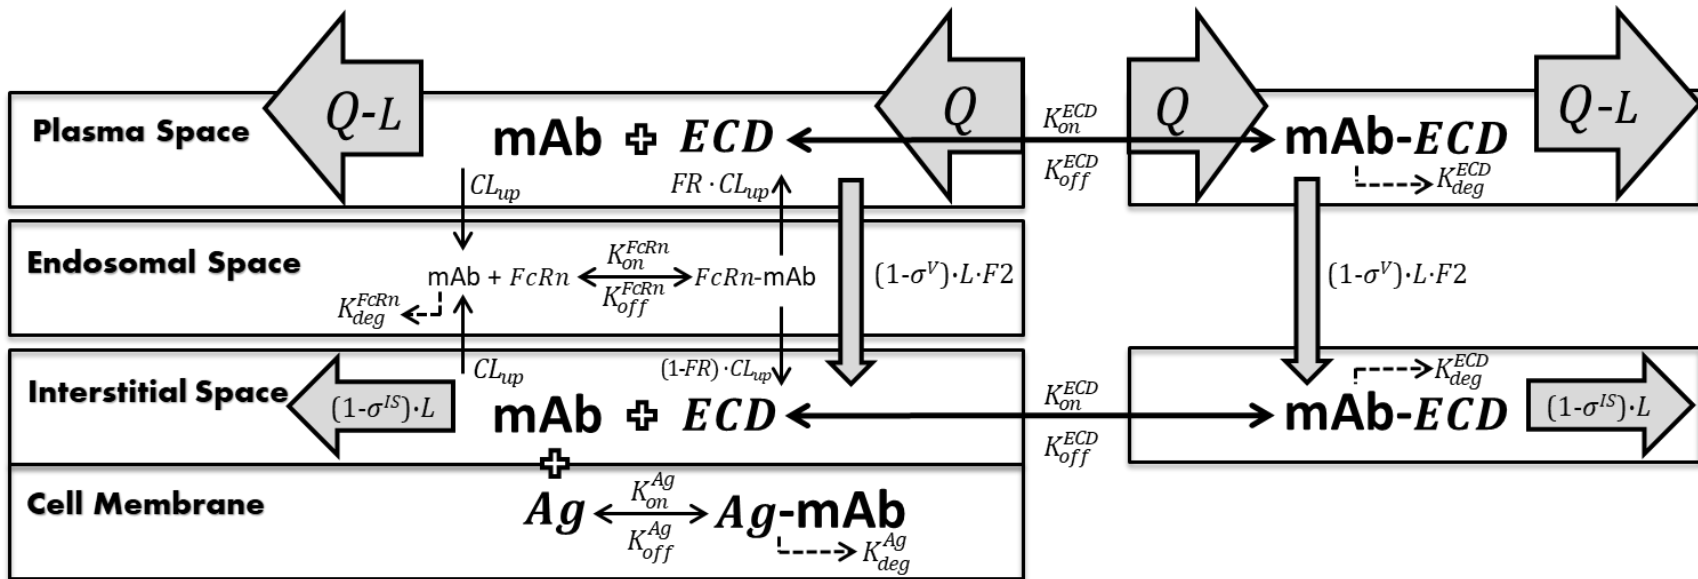 Q-L
Q
Q
Q-L
Plasma Space
mAb + ECD
K_on^ECD
K_off^ECD
mAb-ECD
K_deg^ECD
CL_up
FR · CL_up
Endosomal Space
mAb + FcRn
K_on^FcRn
K_off^FcRn
FcRn-mAb
K_deg^FcRn
(1-σ^V)·L·F2
(1-σ^V)·L·F2
Interstitial Space
CL_up
(1-FR) · CL_up
(1-σ^IS)·L
mAb + ECD
K_on^ECD
K_off^ECD
K_deg^ECD
mAb-ECD
(1-σ^IS)·L
+
Cell Membrane
Ag
K_on^Ag
K_off^Ag
Ag-mAb
K_deg^Ag